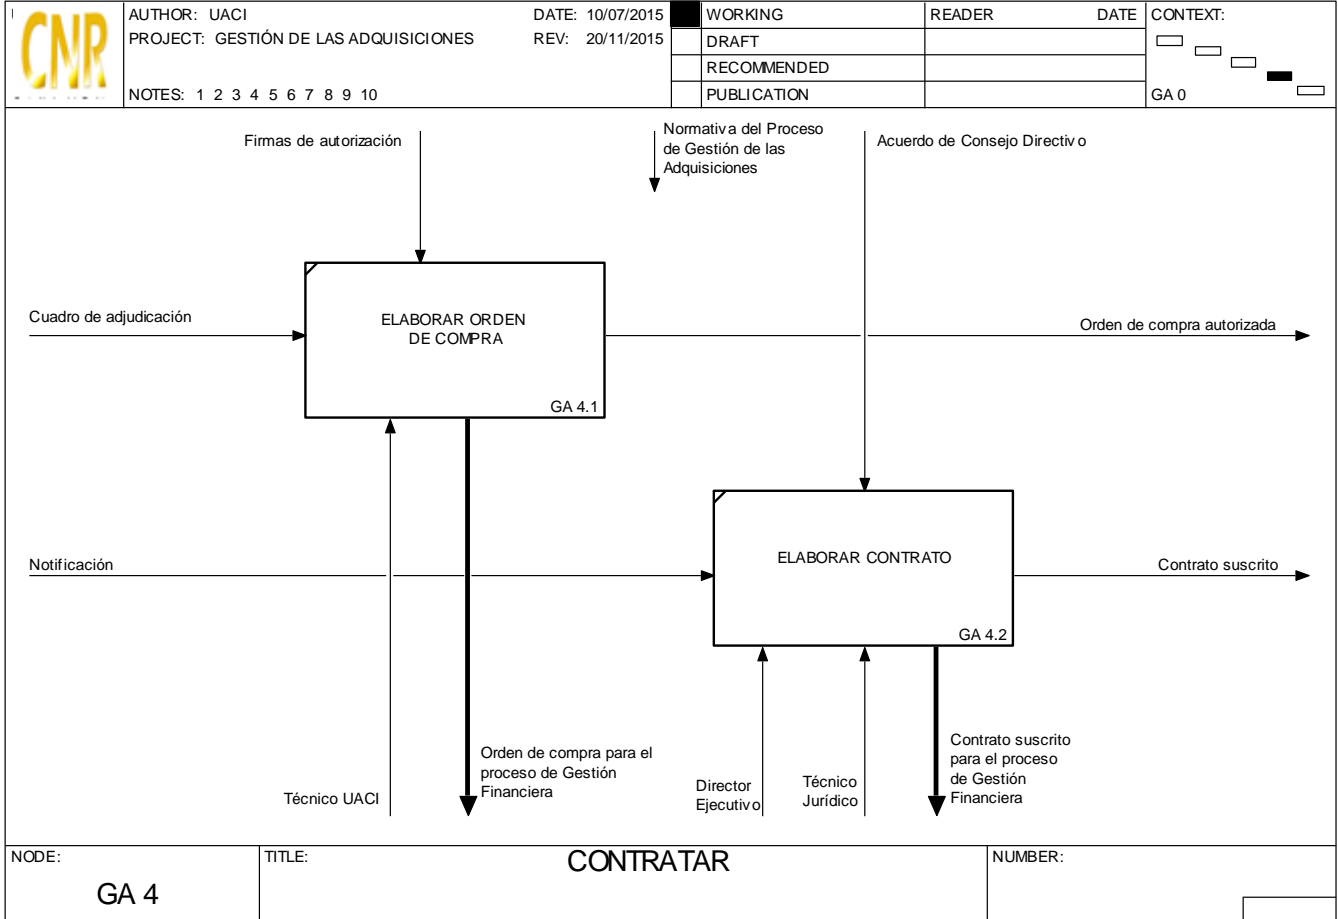 CNR
AUTHOR: UACI
DATE: 10/07/2015
PROJECT: GESTIÓN DE LAS ADQUISICIONES
REV: 20/11/2015
NOTES: 1 2 3 4 5 6 7 8 9 10
WORKING
DRAFT
RECOMMENDED
PUBLICATION
READER DATE
CONTEXT:
GA 0
Firmas de autorización
Normativa del Proceso
de Gestión de las
Adquisiciones
Acuerdo de Consejo Directivo
Cuadro de adjudicación
ELABORAR ORDEN
DE COMPRA
GA 4.1
Orden de compra autorizada
Notificación
ELABORAR CONTRATO
GA 4.2
Contrato suscrito
Técnico UACI
Orden de compra para el
proceso de Gestión
Financiera
Director
Ejecutivo
Técnico
Jurídico
Contrato suscrito
para el proceso
de Gestión
Financiera
NODE:
GA 4
TITLE:
CONTRATAR
NUMBER: